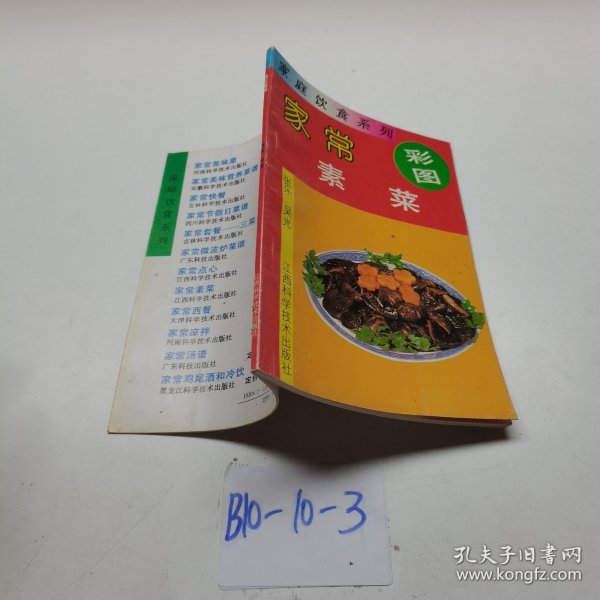 家庭饮食系列
家常
素菜
彩图
张乐 吴光
江西科学技术出版社
家庭饮食系列
家常美味菜
河南科学技术出版社
家常美味营养菜谱
安徽科学技术出版社
家常快餐
吉林科学技术出版社
家常节假日菜谱
四川科学技术出版社
家常套餐——三菜
吉林科学技术出版社
家常微波炉菜谱
广东科技出版社
家常点心
江西科学技术出版社
家常素菜
江西科学技术出版社
家常西餐
天津科学技术出版社
家常凉拌
河南科学技术出版社
家常汤谱
广东科技出版社
家常鸡尾酒和冷饮
黑龙江科学技术出版社
ISBN 7-
B10-10-3
孔夫子旧书网
www.kongfz.com